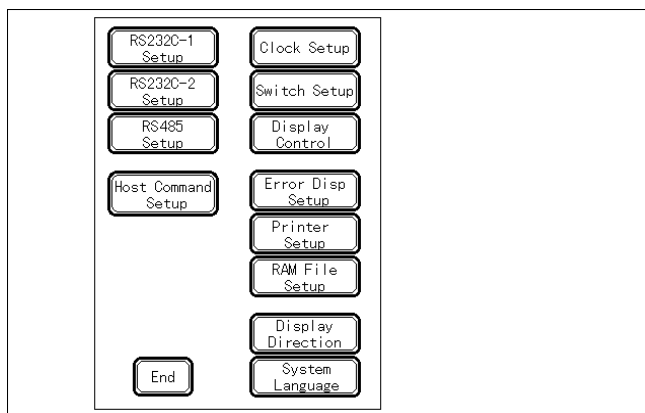 RS232C-1
Setup
RS232C-2
Setup
RS485
Setup
Host Command
Setup
End
Clock Setup
Switch Setup
Display
Control
Error Disp
Setup
Printer
Setup
RAM File
Setup
Display
Direction
System
Language